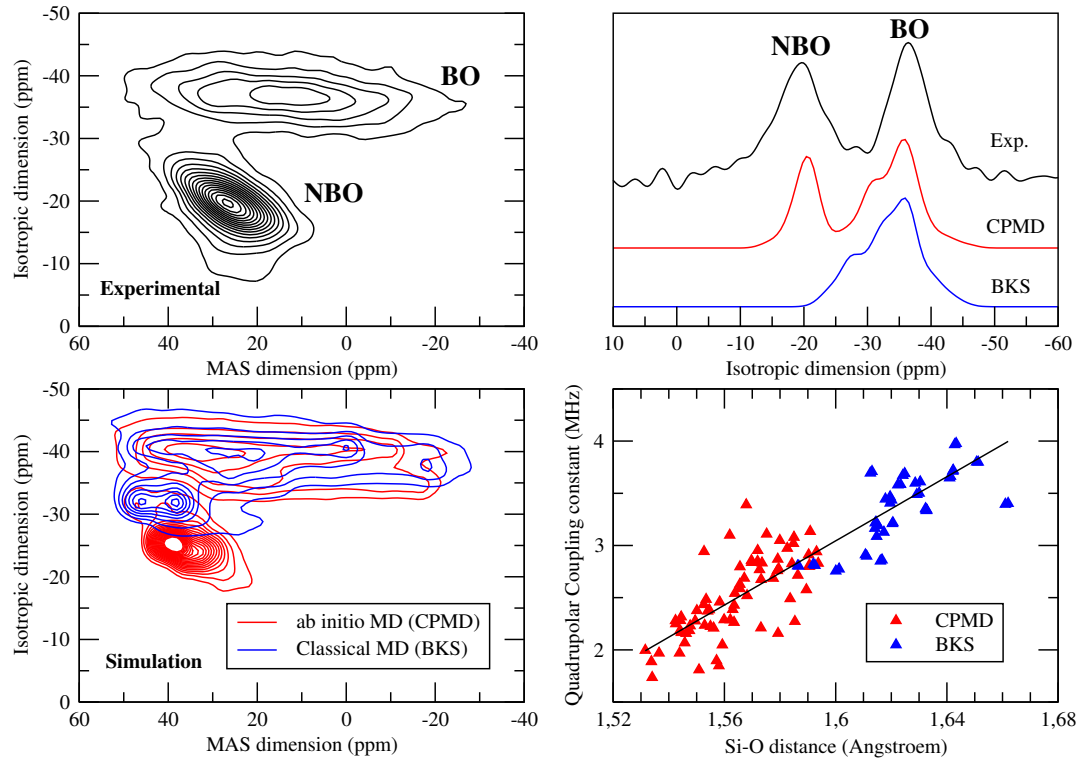 -50
-40
-30
-20
-10
0
Isotropic dimension (ppm)
BO
NBO
Experimental
60 40 20 0 -20 -40
MAS dimension (ppm)
NBO
BO
Exp.
CPMD
BKS
10 0 -10 -20 -30 -40 -50 -60
Isotropic dimension (ppm)
-50
-40
-30
-20
-10
0
Isotropic dimension (ppm)
ab initio MD (CPMD)
Classical MD (BKS)
Simulation
60 40 20 0 -20 -40
MAS dimension (ppm)
4
3
2
Quadrupolar Coupling constant (MHz)
CPMD
BKS
1,52 1,56 1,6 1,64 1,68
Si-O distance (Angstroem)